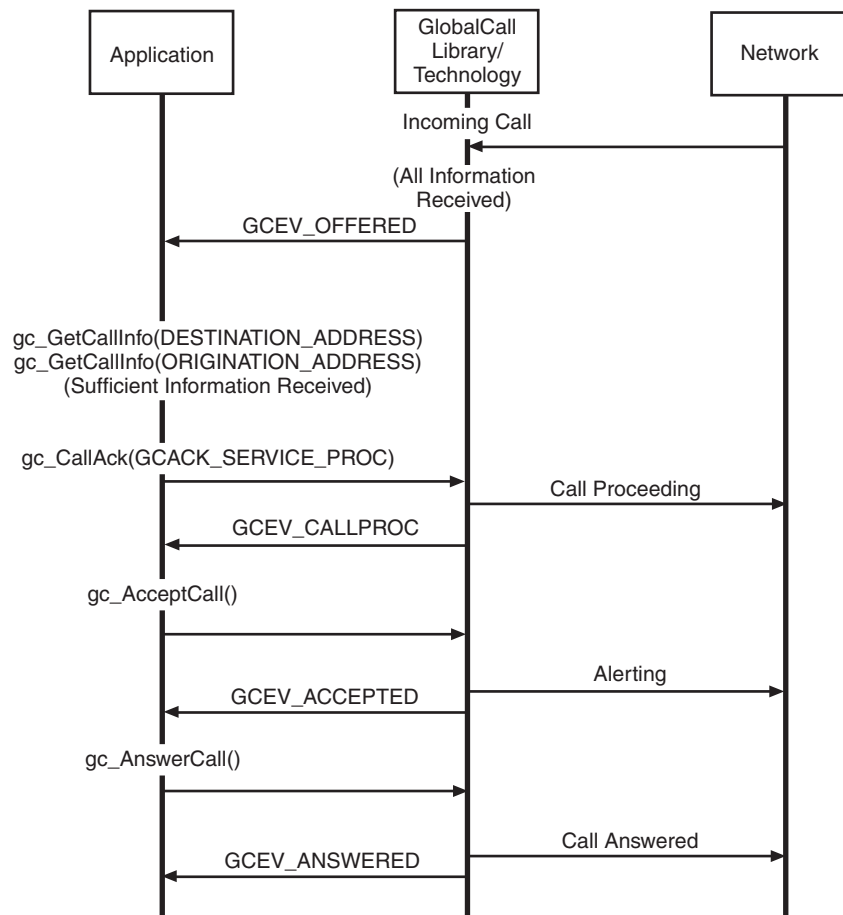 Application
GlobalCall
Library/
Technology
Network
Incoming Call
(All Information
Received)
GCEV_OFFERED
gc_GetCallInfo(DESTINATION_ADDRESS)
gc_GetCallInfo(ORIGINATION_ADDRESS)
(Sufficient Information Received)
gc_CallAck(GCACK_SERVICE_PROC)
Call Proceeding
GCEV_CALLPROC
gc_AcceptCall()
Alerting
GCEV_ACCEPTED
gc_AnswerCall()
Call Answered
GCEV_ANSWERED